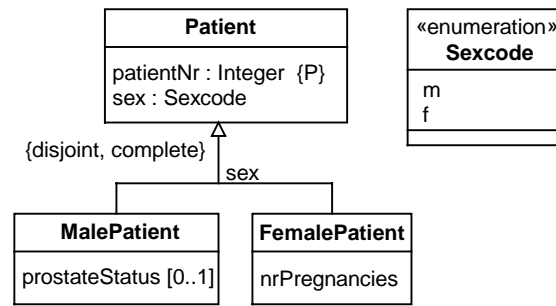 Patient
patientNr : Integer {P}
sex : Sexcode
«enumeration»
Sexcode
m
f
{disjoint, complete}
sex
MalePatient
prostateStatus [0..1]
FemalePatient
nrPregnancies